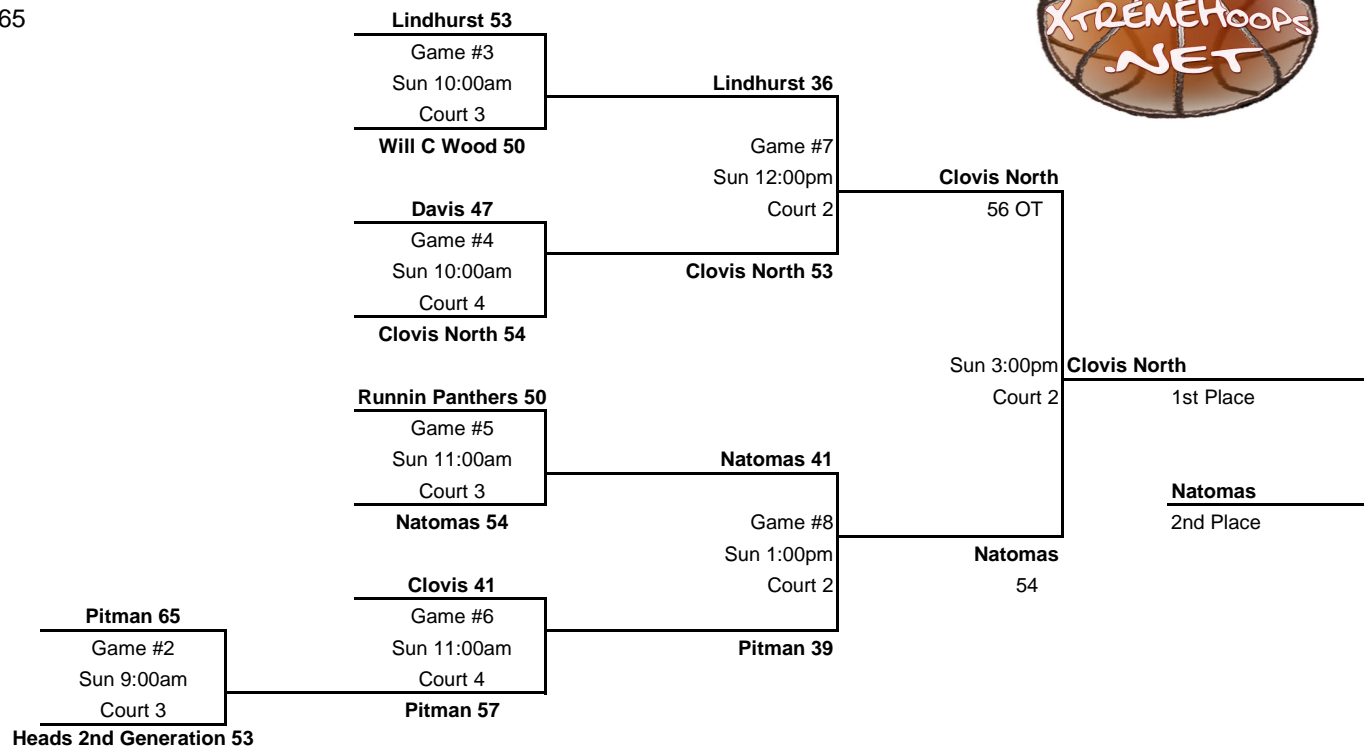 65
XTREMEHOOPS
.NET
Lindhurst 53
Game #3
Sun 10:00am
Court 3
Will C Wood 50
Lindhurst 36
Game #7
Sun 12:00pm
Court 2
Clovis North
56 OT
Davis 47
Game #4
Sun 10:00am
Court 4
Clovis North 54
Clovis North 53
Sun 3:00pm
Court 2
Clovis North
1st Place
Runnin Panthers 50
Game #5
Sun 11:00am
Court 3
Natomas 54
Natomas 41
Game #8
Sun 1:00pm
Court 2
Natomas
54
Natomas
2nd Place
Clovis 41
Game #6
Sun 11:00am
Court 4
Pitman 57
Pitman 39
Pitman 65
Game #2
Sun 9:00am
Court 3
Heads 2nd Generation 53